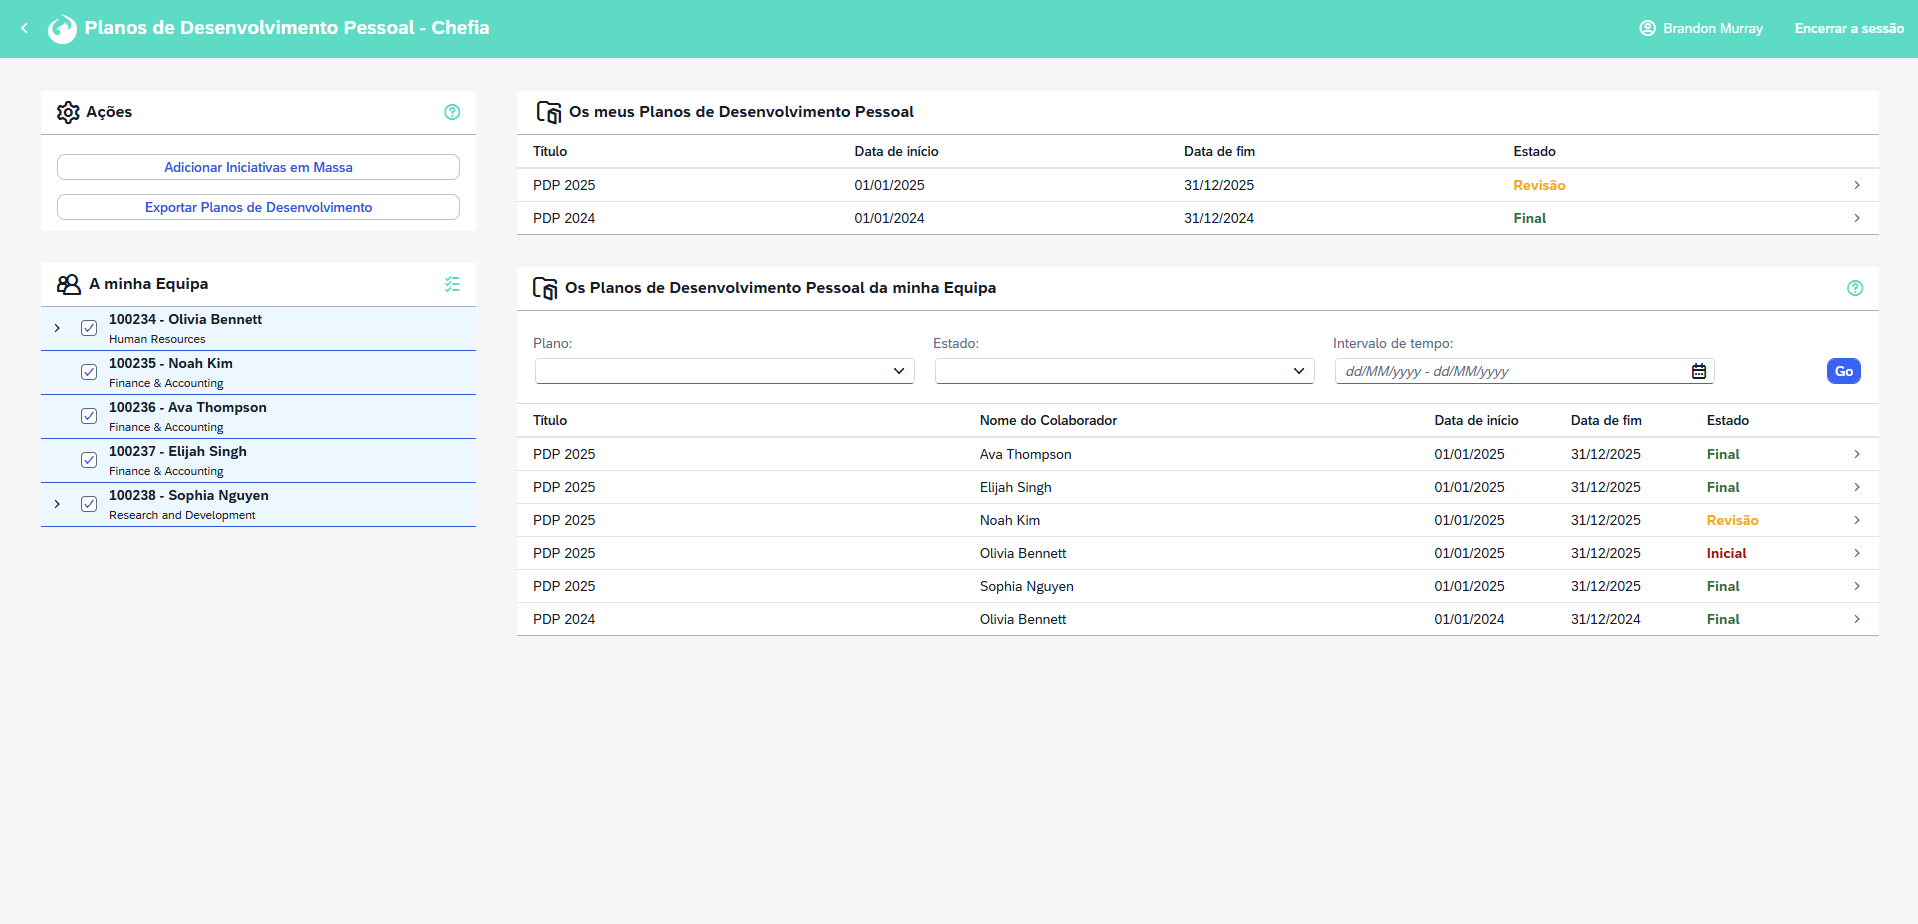 Planos de Desenvolvimento Pessoal - Chefia
Brandon Murray
Encerrar a sessão
Ações
Adicionar Iniciativas em Massa
Exportar Planos de Desenvolvimento
A minha Equipa
100234 - Olivia Bennett
Human Resources
100235 - Noah Kim
Finance & Accounting
100236 - Ava Thompson
Finance & Accounting
100237 - Elijah Singh
Finance & Accounting
100238 - Sophia Nguyen
Research and Development
Os meus Planos de Desenvolvimento Pessoal
Título Data de início Data de fim Estado
PDP 2025 01/01/2025 31/12/2025 Revisão
PDP 2024 01/01/2024 31/12/2024 Final
Os Planos de Desenvolvimento Pessoal da minha Equipa
Plano: Estado: Intervalo de tempo:
dd/MM/yyyy - dd/MM/yyyy Go
Título Nome do Colaborador Data de início Data de fim Estado
PDP 2025 Ava Thompson 01/01/2025 31/12/2025 Final
PDP 2025 Elijah Singh 01/01/2025 31/12/2025 Final
PDP 2025 Noah Kim 01/01/2025 31/12/2025 Revisão
PDP 2025 Olivia Bennett 01/01/2025 31/12/2025 Inicial
PDP 2025 Sophia Nguyen 01/01/2025 31/12/2025 Final
PDP 2024 Olivia Bennett 01/01/2024 31/12/2024 Final